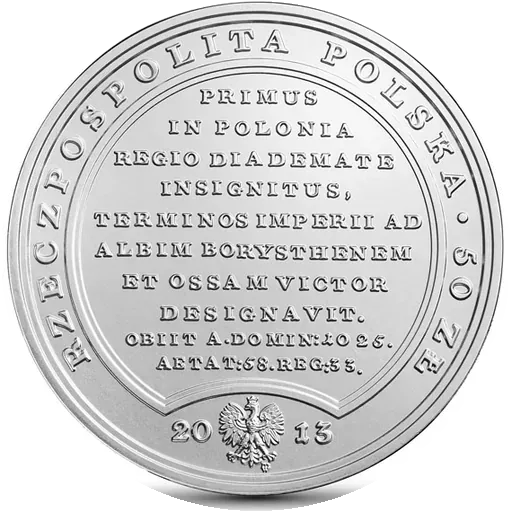 RZECZPOSPOLITA POLSKA · 50 ZŁ
PRIMUS
IN POLONIA
REGIO DIADEMATE
INSIGNITUS,
TERMINOS IMPERII AD
ALBIM BORYSTHENEM
ET OSSAM VICTOR
DESIGNAVIT.
OBIIT A.DOMIN:1025.
AETAT:58.REG:33.
20 13